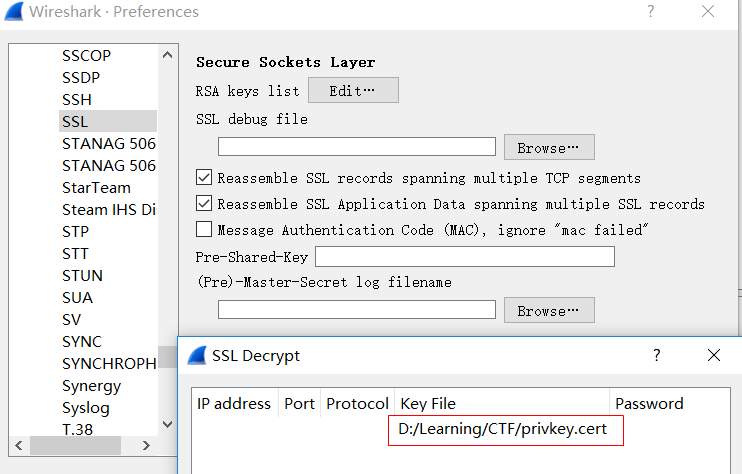 Wireshark · Preferences
SSCOP
SSDP
SSH
SSL
STANAG 506
STANAG 506
StarTeam
Steam IHS Di
STP
STT
STUN
SUA
SV
SYNC
SYNCHROPH
Synergy
Syslog
T.38
Secure Sockets Layer
RSA keys list Edit…
SSL debug file
Browse…
Reassemble SSL records spanning multiple TCP segments
Reassemble SSL Application Data spanning multiple SSL records
Message Authentication Code (MAC), ignore "mac failed"
Pre-Shared-Key
(Pre)-Master-Secret log filename
Browse…
SSL Decrypt
IP address Port Protocol Key File Password
D:/Learning/CTF/privkey.cert